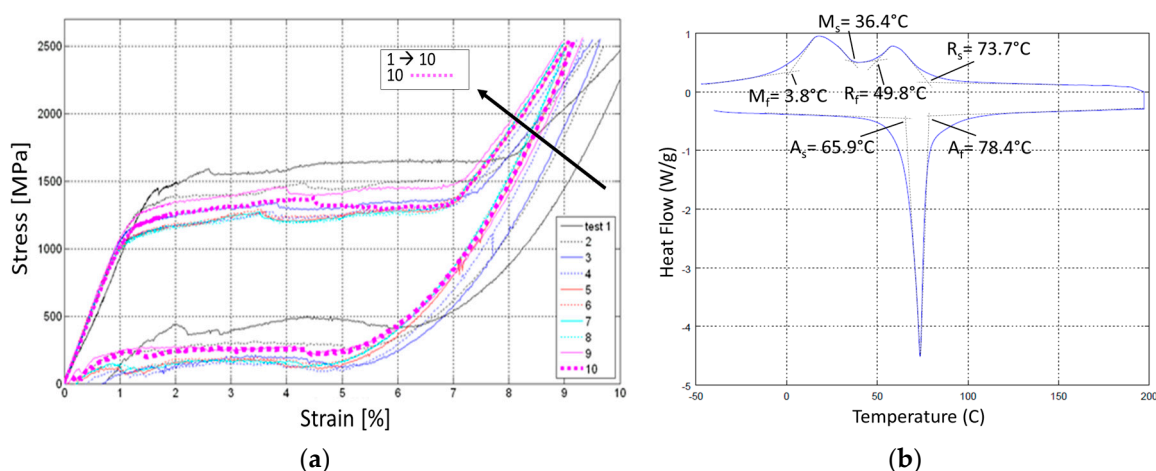 2500
2000
1500
1000
500
0
Stress [MPa]
1 → 10
10
test 1
2
3
4
5
6
7
8
9
10
0 1 2 3 4 5 6 7 8 9 10
Strain [%]
(a)
Ms= 36.4°C
Rs= 73.7°C
Mf= 3.8°C
Rf= 49.8°C
As= 65.9°C
Af= 78.4°C
1
0
-1
-2
-3
-4
-5
Heat Flow (W/g)
-50 0 50 100 150 200
Temperature (C)
(b)